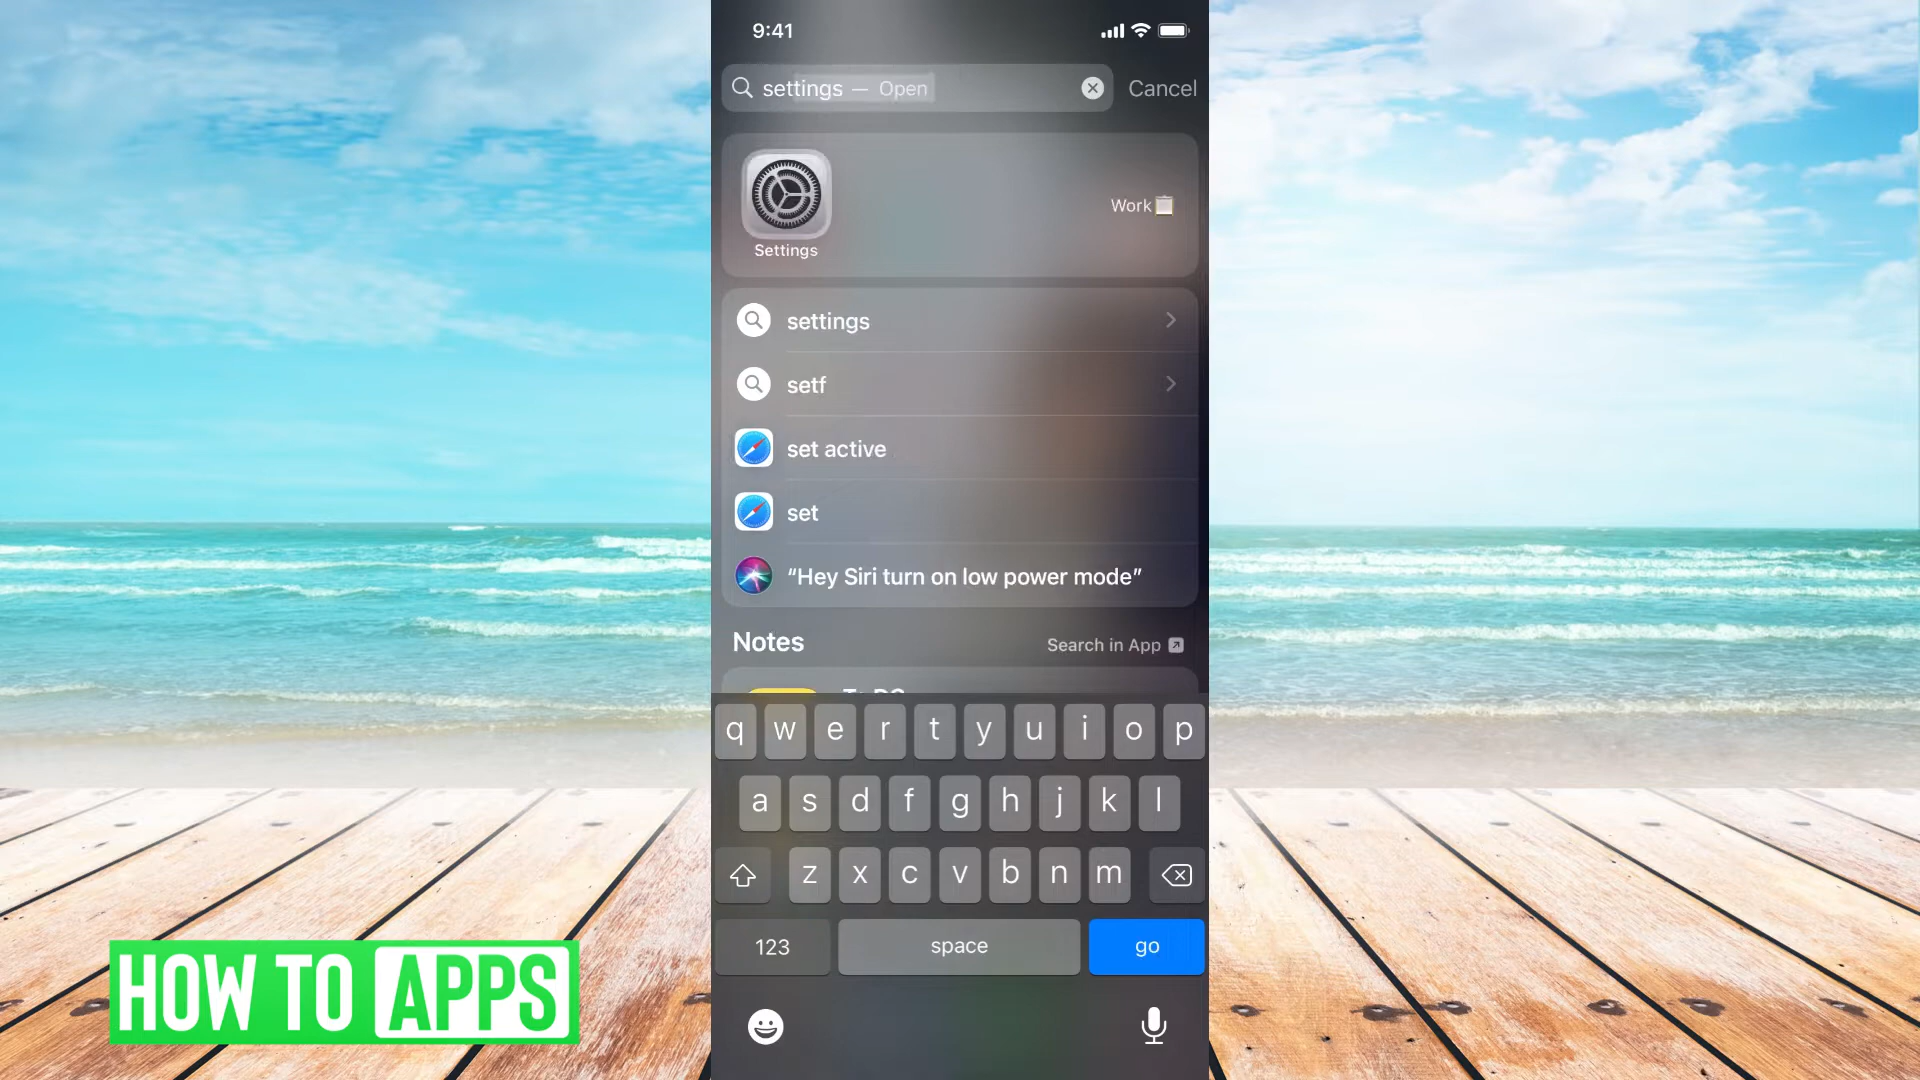 9:41
settings — Open
Cancel
Settings
Work
settings
setf
set active
set
“Hey Siri turn on low power mode”
Notes
Search in App
q w e r t y u i o p
a s d f g h j k l
z x c v b n m
123
space
go
HOW TO APPS